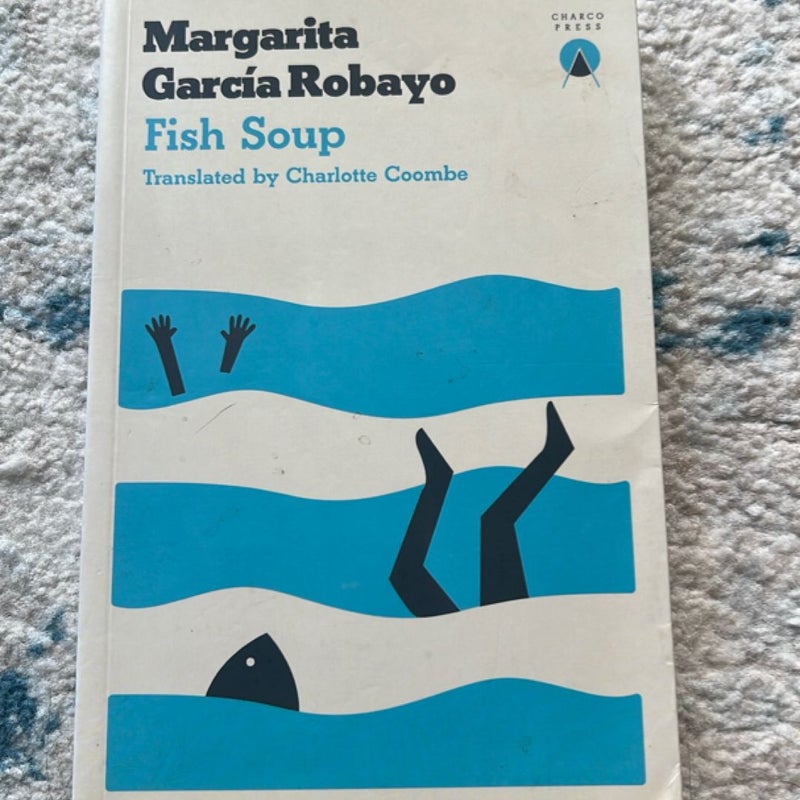 Margarita
García Robayo
Fish Soup
Translated by Charlotte Coombe
CHARCO
PRESS